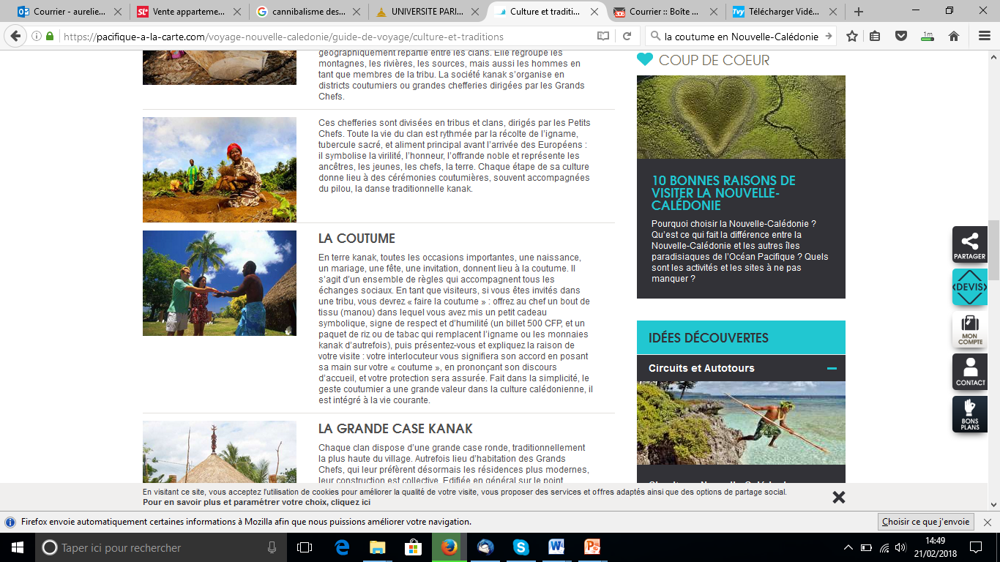 Courrier - aurelie...
Vente apparteme...
cannibalisme des...
UNIVERSITE PARI...
Culture et traditi...
Courrier :: Boîte ...
Télécharger Vidé...
https://pacifique-a-la-carte.com/voyage-nouvelle-caledonie/guide-de-voyage/culture-et-traditions
la coutume en Nouvelle-Calédonie
1m
géographiquement répartie entre les clans. Elle regroupe les
montagnes, les rivières, les sources, mais aussi les hommes en
tant que membres de la tribu. La société kanak s'organise en
districts coutumiers ou grandes chefferies dirigées par les Grands
Chefs.
Ces chefferies sont divisées en tribus et clans, dirigés par les Petits
Chefs. Toute la vie du clan est rythmée par la récolte de l'igname,
tubercule sacré, et aliment principal avant l'arrivée des Européens :
il symbolise la virilité, l'honneur, l'offrande noble et représente les
ancêtres, les jeunes, les chefs, la terre. Chaque étape de sa culture
donne lieu à des cérémonies coutumières, souvent accompagnées
du pilou, la danse traditionnelle kanak.
LA COUTUME
En terre kanak, toutes les occasions importantes, une naissance,
un mariage, une fête, une invitation, donnent lieu à la coutume. Il
s'agit d'un ensemble de règles qui accompagnent tous les
échanges sociaux. En tant que visiteurs, si vous êtes invités dans
une tribu, vous devrez « faire la coutume » : offrez au chef un bout de
tissu (manou) dans lequel vous avez mis un petit cadeau
symbolique, signe de respect et d'humilité (un billet 500 CFP, et un
paquet de riz ou de tabac qui remplacent l'igname ou les monnaies
kanak d'autrefois), puis présentez-vous et expliquez la raison de
votre visite : votre interlocuteur vous signifiera son accord en posant
sa main sur votre « coutume », en prononçant son discours
d'accueil, et votre protection sera assurée. Fait dans la simplicité, le
geste coutumier a une grande valeur dans la culture calédonienne, il
est intégré à la vie courante.
LA GRANDE CASE KANAK
Chaque clan dispose d'une grande case ronde, traditionnellement
la plus haute du village. Autrefois lieu d'habitation des Grands
Chefs, qui leur préfèrent désormais les résidences plus modernes,
leur construction est collective. Edifiée en général sur le point
COUP DE COEUR
10 BONNES RAISONS DE
VISITER LA NOUVELLE-
CALÉDONIE
Pourquoi choisir la Nouvelle-Calédonie ?
Qu'est ce qui fait la différence entre la
Nouvelle-Calédonie et les autres îles
paradisiaques de l'Océan Pacifique ? Quels
sont les activités et les sites à ne pas
manquer ?
IDÉES DÉCOUVERTES
Circuits et Autotours
PARTAGER
DEVIS
MON
COMPTE
CONTACT
BONS
PLANS
En visitant ce site, vous acceptez l'utilisation de cookies pour améliorer la qualité de votre visite, vous proposer des services et offres adaptés ainsi que des options de partage social.
Pour en savoir plus et paramétrer votre choix, cliquez ici
Firefox envoie automatiquement certaines informations à Mozilla afin que nous puissions améliorer votre navigation.
Choisir ce que j'envoie
Taper ici pour rechercher
14:49
21/02/2018